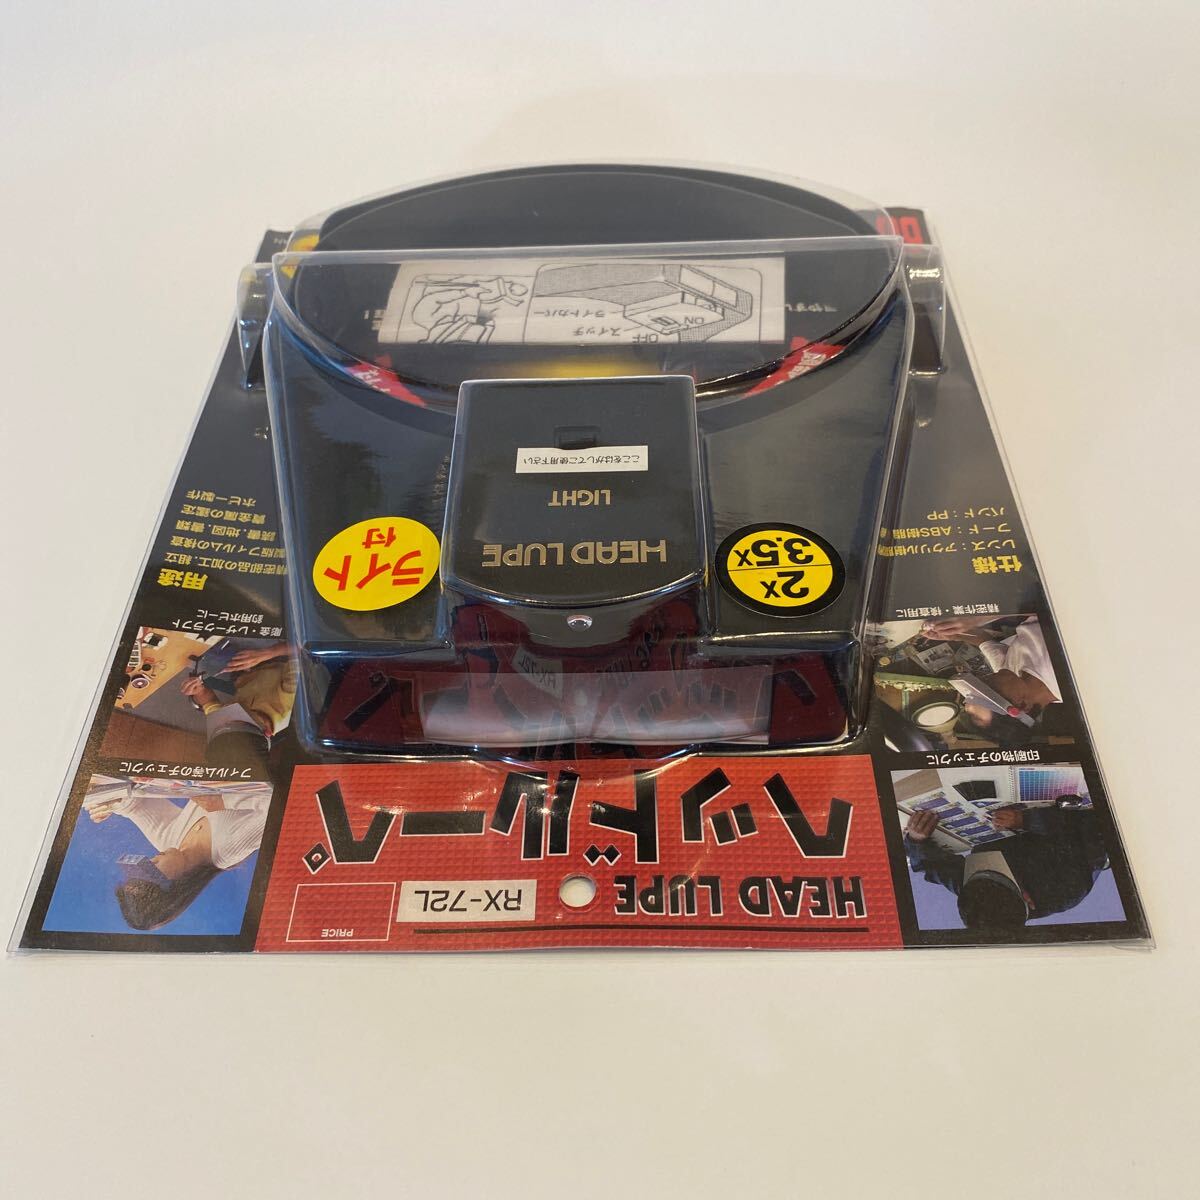 PRICE
HEAD LUPE
RX-72L
ヘッドルーペ
印刷物のチェックに
フィルム等のチェックに
精密作業・検査用に
彫金・レザークラフト
釣用ホビーに
仕様
レンズ：アクリル樹脂
フード：ABS樹脂
バンド：PP
用途
精密部品の加工、組立
製版フィルムの検査
読書、地図、書類
貴金属の鑑定
ホビー製作
2X
3.5X
ライト
付
HEAD LUPE
LIGHT
ここをはがしてご使用下さい
RX-72L
OFF
ON
スイッチ
ライトカバー